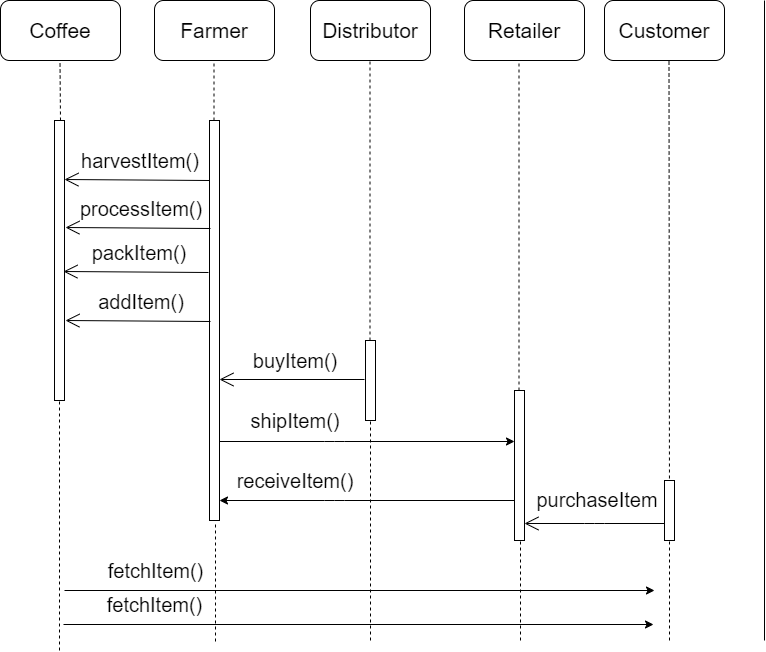 Coffee
Farmer
Distributor
Retailer
Customer
harvestItem()
processItem()
packItem()
addItem()
buyItem()
shipItem()
receiveItem()
purchaseItem
fetchItem()
fetchItem()